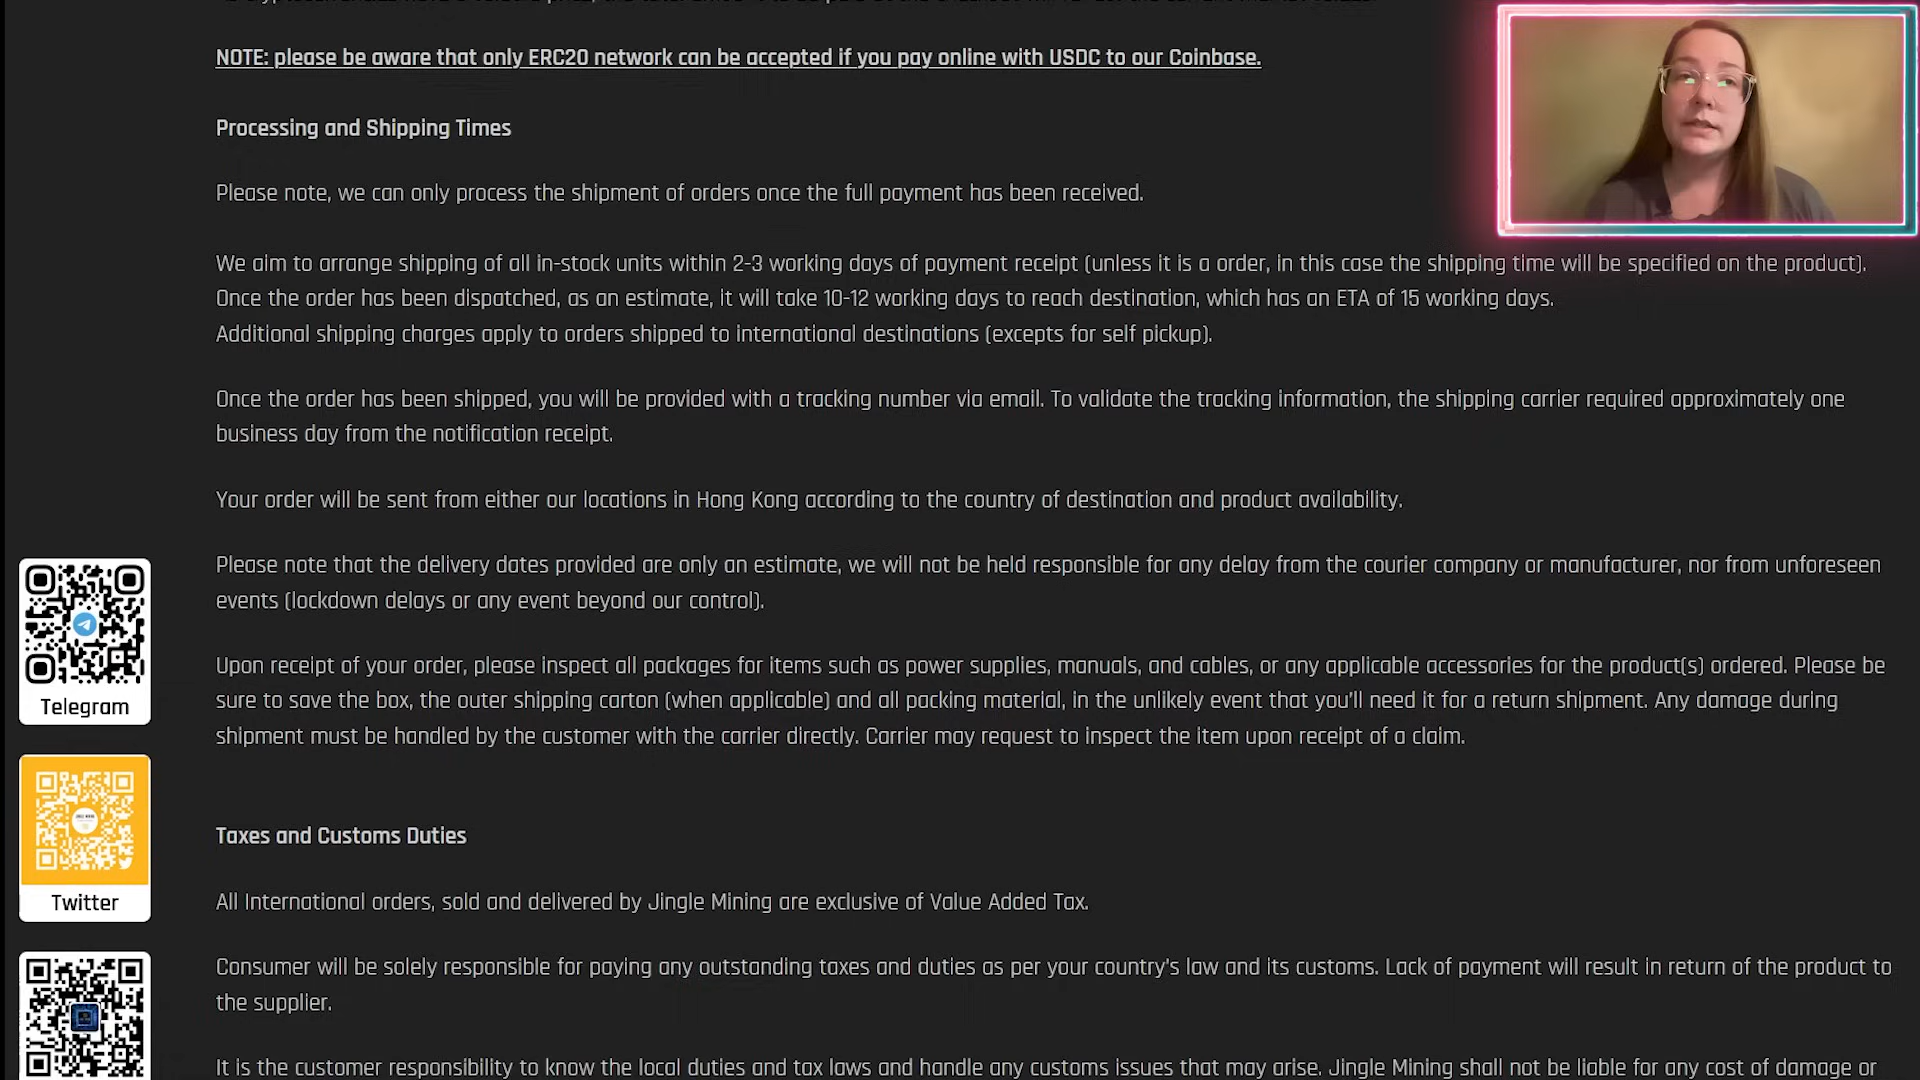 NOTE: please be aware that only ERC20 network can be accepted if you pay online with USDC to our Coinbase.
Processing and Shipping Times
Please note, we can only process the shipment of orders once the full payment has been received.
We aim to arrange shipping of all in-stock units within 2-3 working days of payment receipt (unless it is a order, in this case the shipping time will be specified on the product).
Once the order has been dispatched, as an estimate, it will take 10-12 working days to reach destination, which has an ETA of 15 working days.
Additional shipping charges apply to orders shipped to international destinations (excepts for self pickup).
Once the order has been shipped, you will be provided with a tracking number via email. To validate the tracking information, the shipping carrier required approximately one
business day from the notification receipt.
Your order will be sent from either our locations in Hong Kong according to the country of destination and product availability.
Please note that the delivery dates provided are only an estimate, we will not be held responsible for any delay from the courier company or manufacturer, nor from unforeseen
events (lockdown delays or any event beyond our control).
Upon receipt of your order, please inspect all packages for items such as power supplies, manuals, and cables, or any applicable accessories for the product(s) ordered. Please be
sure to save the box, the outer shipping carton (when applicable) and all packing material, in the unlikely event that you'll need it for a return shipment. Any damage during
shipment must be handled by the customer with the carrier directly. Carrier may request to inspect the item upon receipt of a claim.
Telegram
Twitter
Taxes and Customs Duties
All International orders, sold and delivered by Jingle Mining are exclusive of Value Added Tax.
Consumer will be solely responsible for paying any outstanding taxes and duties as per your country's law and its customs. Lack of payment will result in return of the product to
the supplier.
It is the customer responsibility to know the local duties and tax laws and handle any customs issues that may arise. Jingle Mining shall not be liable for any cost of damage or